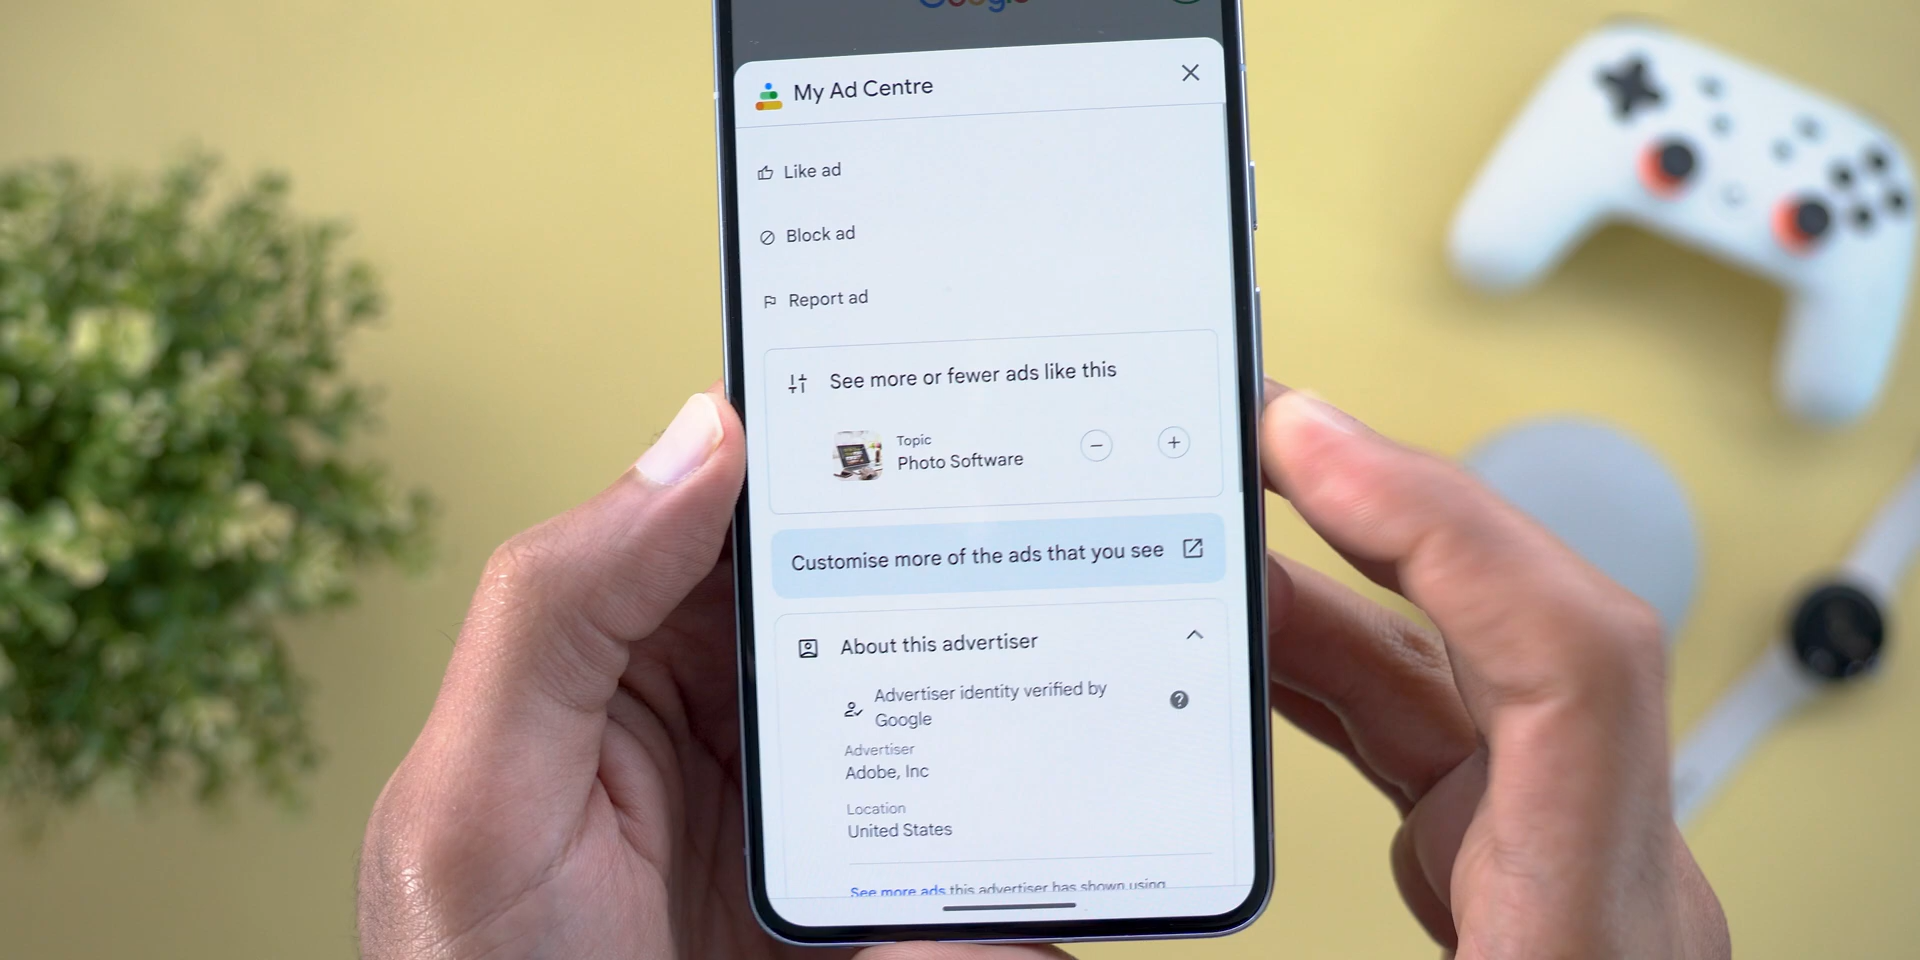 Google
My Ad Centre
Like ad
Block ad
Report ad
See more or fewer ads like this
Topic
Photo Software
Customise more of the ads that you see
About this advertiser
Advertiser identity verified by
Google
Advertiser
Adobe, Inc
Location
United States
See more ads this advertiser has shown using